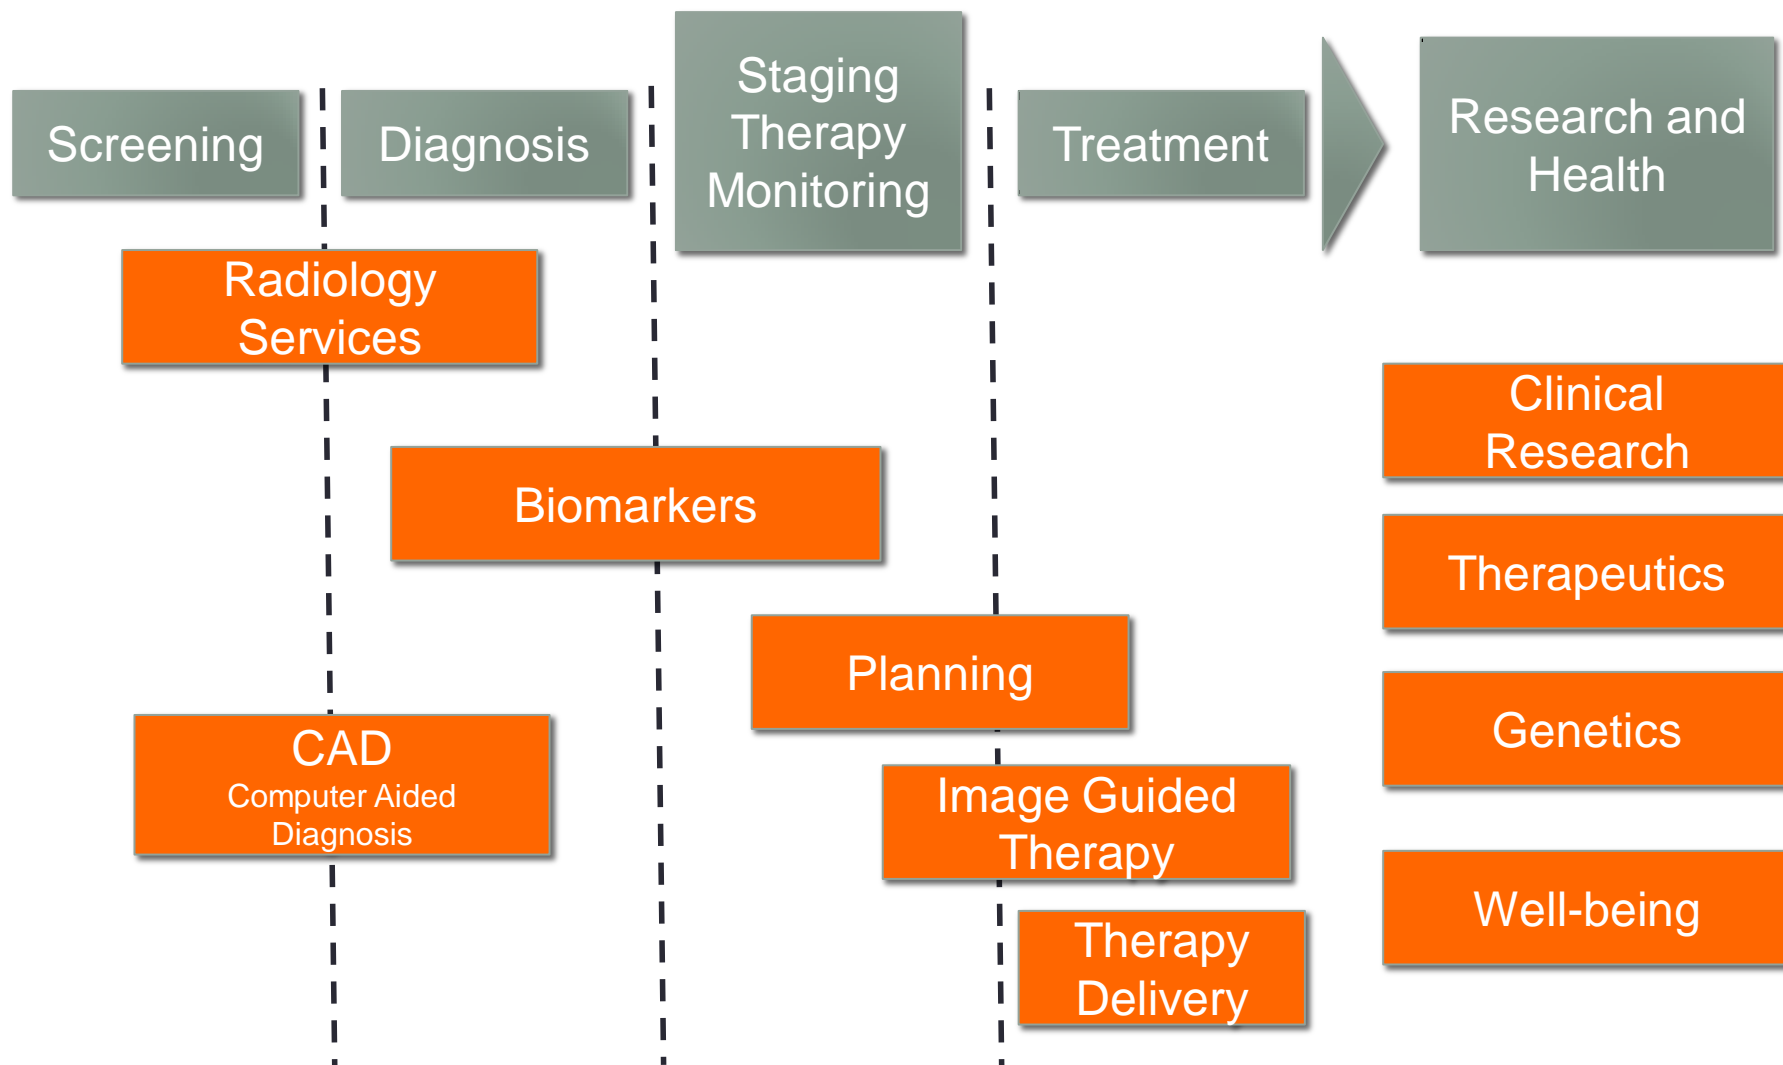 Screening
Diagnosis
Staging
Therapy
Monitoring
Treatment
Research and
Health
Radiology
Services
Biomarkers
Planning
CAD
Computer Aided
Diagnosis
Image Guided
Therapy
Therapy
Delivery
Clinical
Research
Therapeutics
Genetics
Well-being